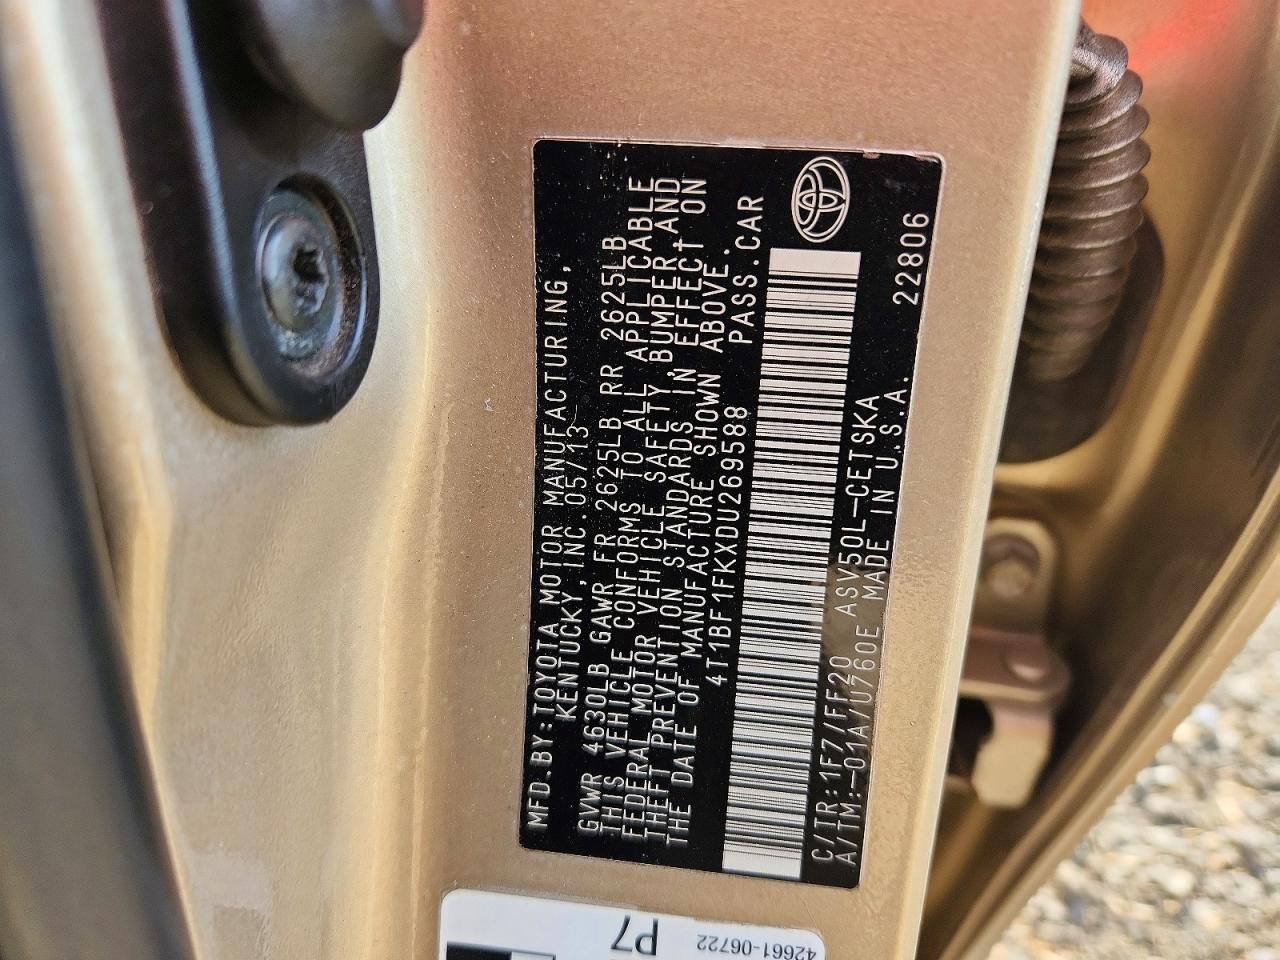 MFD.BY:TOYOTA MOTOR MANUFACTURING,
KENTUCKY,INC. 05/13
GVWR 4630LB GAWR FR 2625LB RR 2625LB
THIS VEHICLE CONFORMS TO ALL APPLICABLE
FEDERAL MOTOR VEHICLE SAFETY,BUMPER,AND
THEFT PREVENTION STANDARDS IN EFFECT ON
THE DATE OF MANUFACTURE SHOWN ABOVE.
4T1BF1FKXDU269588 PASS.CAR
C/TR:1F7/FF20 ASV50L-CETSKA 22806
A/TM:-01A/U760E MADE IN U.S.A.
P7
42661-06722